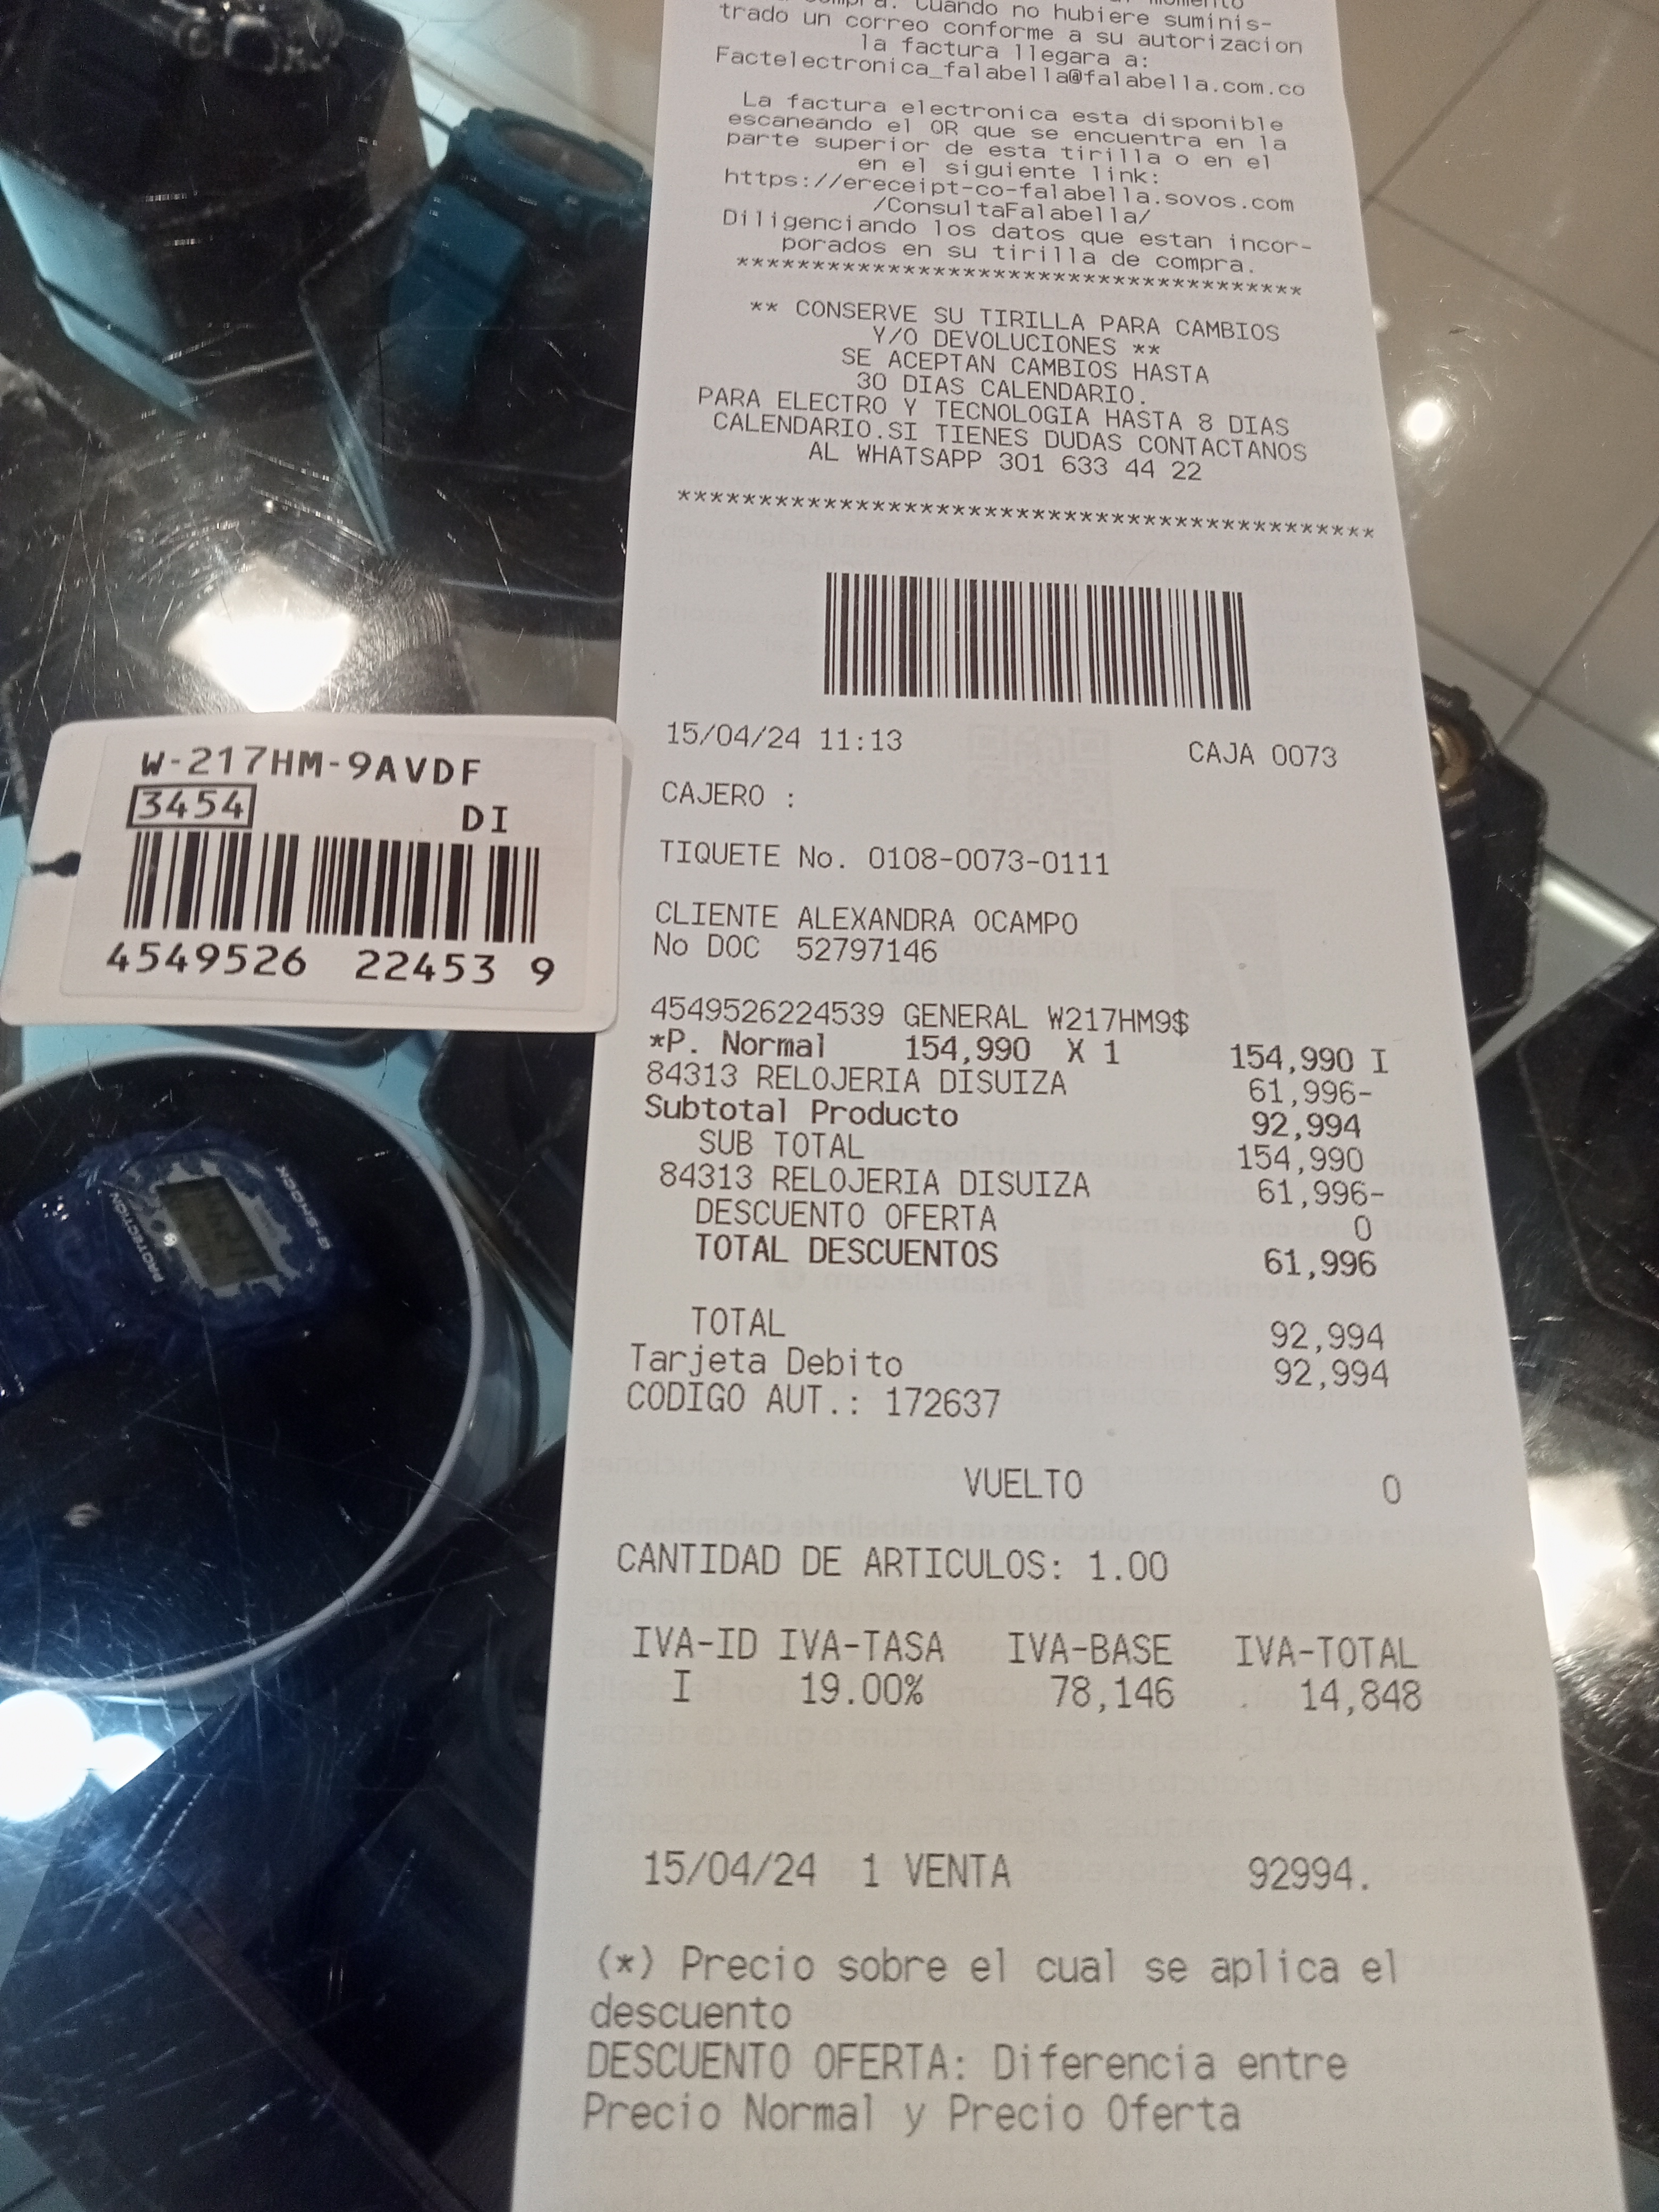 compra. Cuando no hubiere suminis-
trado un correo conforme a su autorizacion
la factura llegara a:
Factelectronica_falabella@falabella.com.co
La factura electronica esta disponible
escaneando el QR que se encuentra en la
parte superior de esta tirilla o en el
en el siguiente link:
https://ereceipt-co-falabella.sovos.com
/ConsultaFalabella/
Diligenciando los datos que estan incor-
porados en su tirilla de compra.
*****************************************
** CONSERVE SU TIRILLA PARA CAMBIOS
Y/O DEVOLUCIONES **
SE ACEPTAN CAMBIOS HASTA
30 DIAS CALENDARIO.
PARA ELECTRO Y TECNOLOGIA HASTA 8 DIAS
CALENDARIO.SI TIENES DUDAS CONTACTANOS
AL WHATSAPP 301 633 44 22
********************************************
15/04/24 11:13 CAJA 0073
CAJERO :
TIQUETE No. 0108-0073-0111
CLIENTE ALEXANDRA OCAMPO
No DOC 52797146
4549526224539 GENERAL W217HM9$
*P. Normal 154,990 X 1 154,990 I
84313 RELOJERIA DISUIZA 61,996-
Subtotal Producto 92,994
SUB TOTAL 154,990
84313 RELOJERIA DISUIZA 61,996-
DESCUENTO OFERTA 0
TOTAL DESCUENTOS 61,996
TOTAL 92,994
Tarjeta Debito 92,994
CODIGO AUT.: 172637
VUELTO 0
CANTIDAD DE ARTICULOS: 1.00
IVA-ID IVA-TASA IVA-BASE IVA-TOTAL
I 19.00% 78,146 14,848
15/04/24 1 VENTA 92994.
(*) Precio sobre el cual se aplica el
descuento
DESCUENTO OFERTA: Diferencia entre
Precio Normal y Precio Oferta
W-217HM-9AVDF
3454 DI
4549526 22453 9
G-SHOCK
PROTECTION